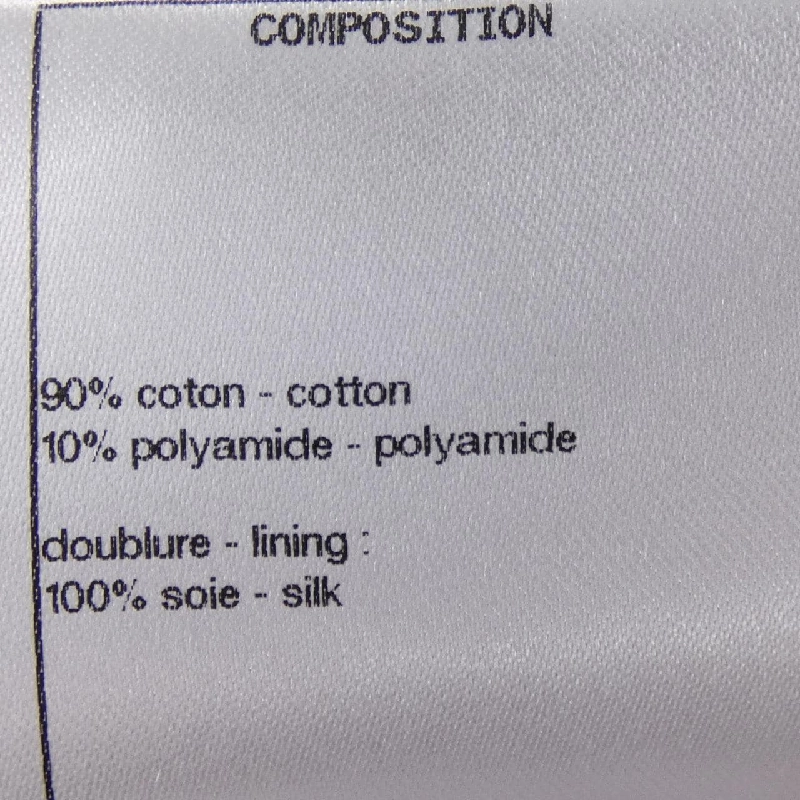 COMPOSITION
90% coton - cotton
10% polyamide - polyamide
doublure - lining :
100% soie - silk